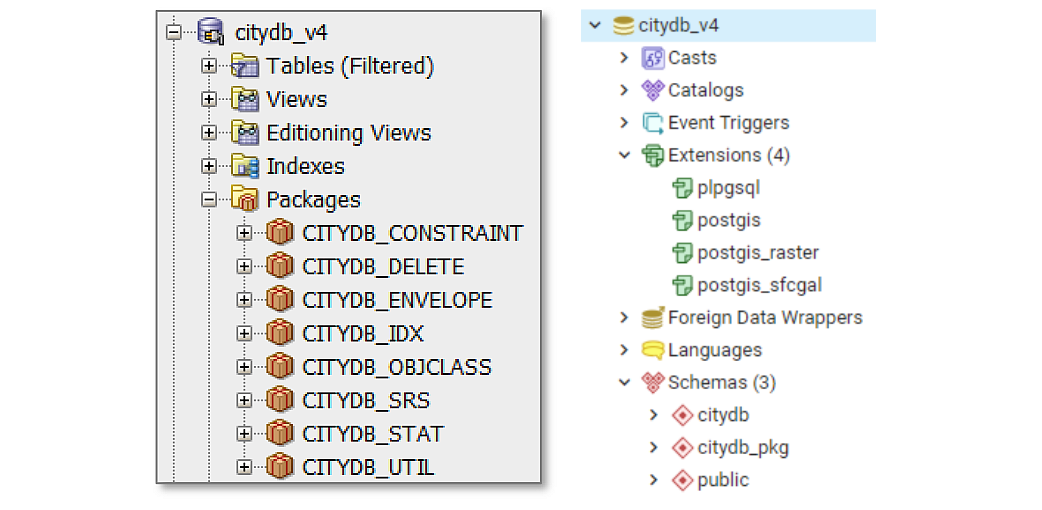 citydb_v4
Tables (Filtered)
Views
Editioning Views
Indexes
Packages
CITYDB_CONSTRAINT
CITYDB_DELETE
CITYDB_ENVELOPE
CITYDB_IDX
CITYDB_OBJCLASS
CITYDB_SRS
CITYDB_STAT
CITYDB_UTIL
citydb_v4
Casts
Catalogs
Event Triggers
Extensions (4)
plpgsql
postgis
postgis_raster
postgis_sfcgal
Foreign Data Wrappers
Languages
Schemas (3)
citydb
citydb_pkg
public